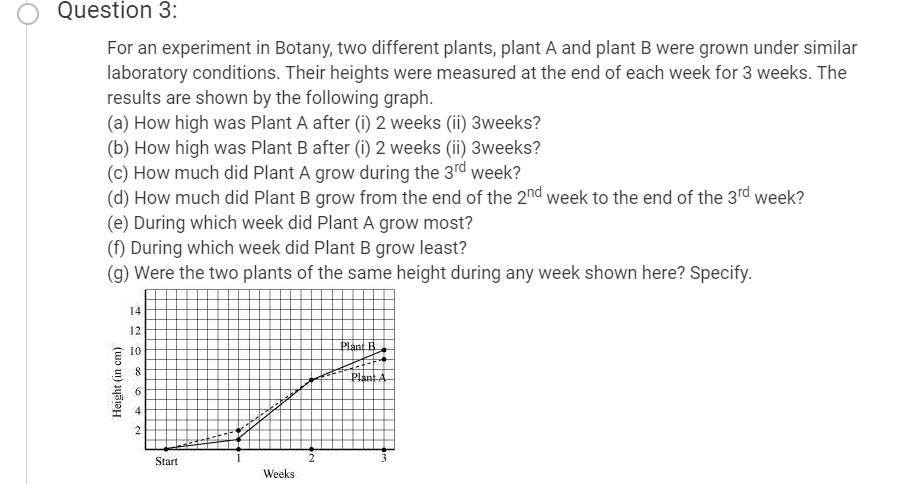 Question 3:
For an experiment in Botany, two different plants, plant A and plant B were grown under similar
laboratory conditions. Their heights were measured at the end of each week for 3 weeks. The
results are shown by the following graph.
(a) How high was Plant A after (i) 2 weeks (ii) 3weeks?
(b) How high was Plant B after (i) 2 weeks (ii) 3weeks?
(c) How much did Plant A grow during the 3rd week?
(d) How much did Plant B grow from the end of the 2nd week to the end of the 3rd week?
(e) During which week did Plant A grow most?
(f) During which week did Plant B grow least?
(g) Were the two plants of the same height during any week shown here? Specify.
14
12
10
8
6
4
2
Height (in cm)
Plant B
Plant A
Start
1
2
3
Weeks